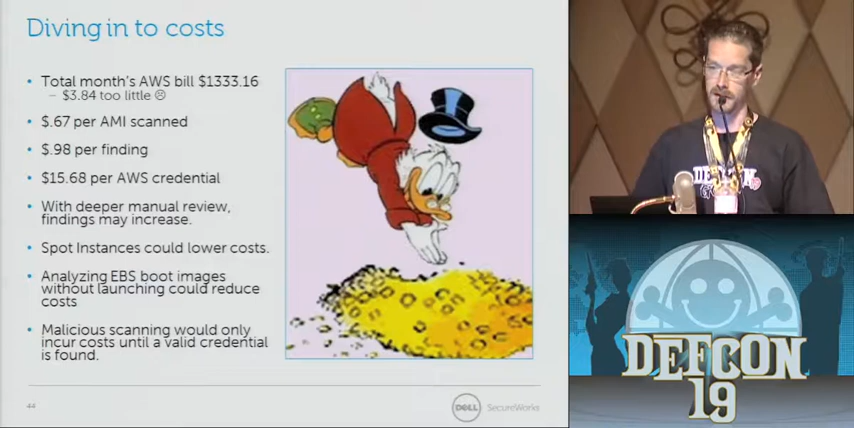 Diving in to costs
• Total month's AWS bill $1333.16
– $3.84 too little ☹
• $.67 per AMI scanned
• $.98 per finding
• $15.68 per AWS credential
• With deeper manual review,
findings may increase.
• Spot Instances could lower costs.
• Analyzing EBS boot images
without launching could reduce
costs
• Malicious scanning would only
incur costs until a valid credential
is found.
44
DELL SecureWorks
DEFCON
DEFCON
19